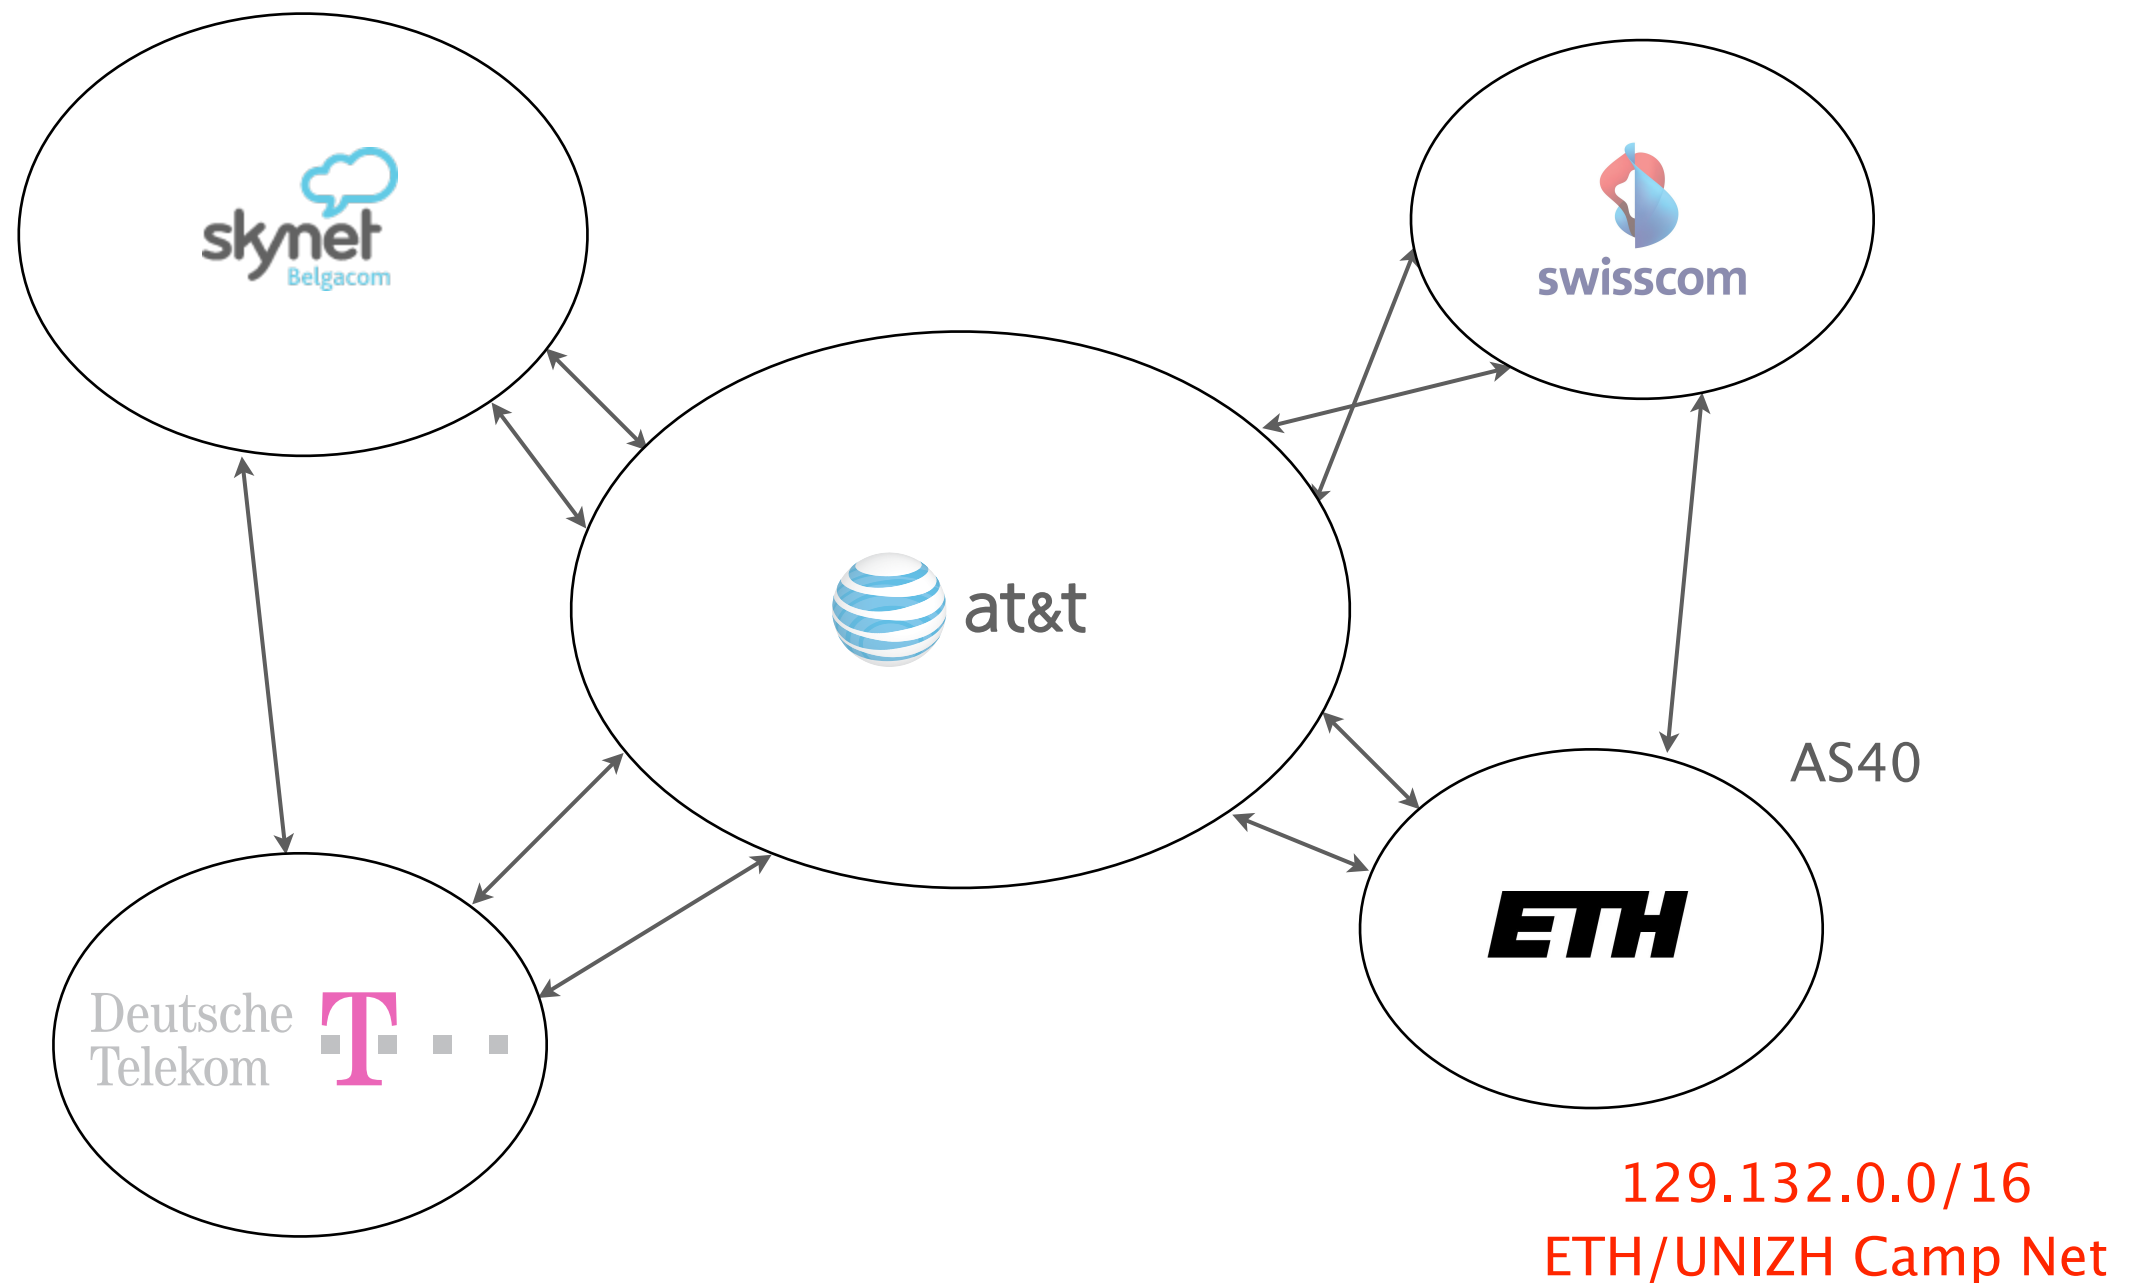 skynet
Belgacom
swisscom
at&t
AS40
ETH
Deutsche
Telekom
T
129.132.0.0/16
ETH/UNIZH Camp Net